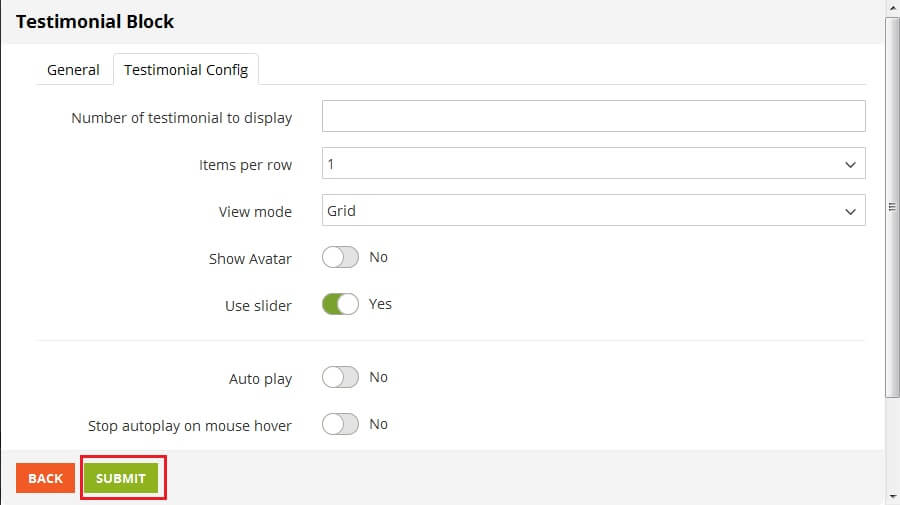 Testimonial Block
General Testimonial Config
Number of testimonial to display
Items per row 1
View mode Grid
Show Avatar No
Use slider Yes
Auto play No
Stop autoplay on mouse hover No
BACK SUBMIT